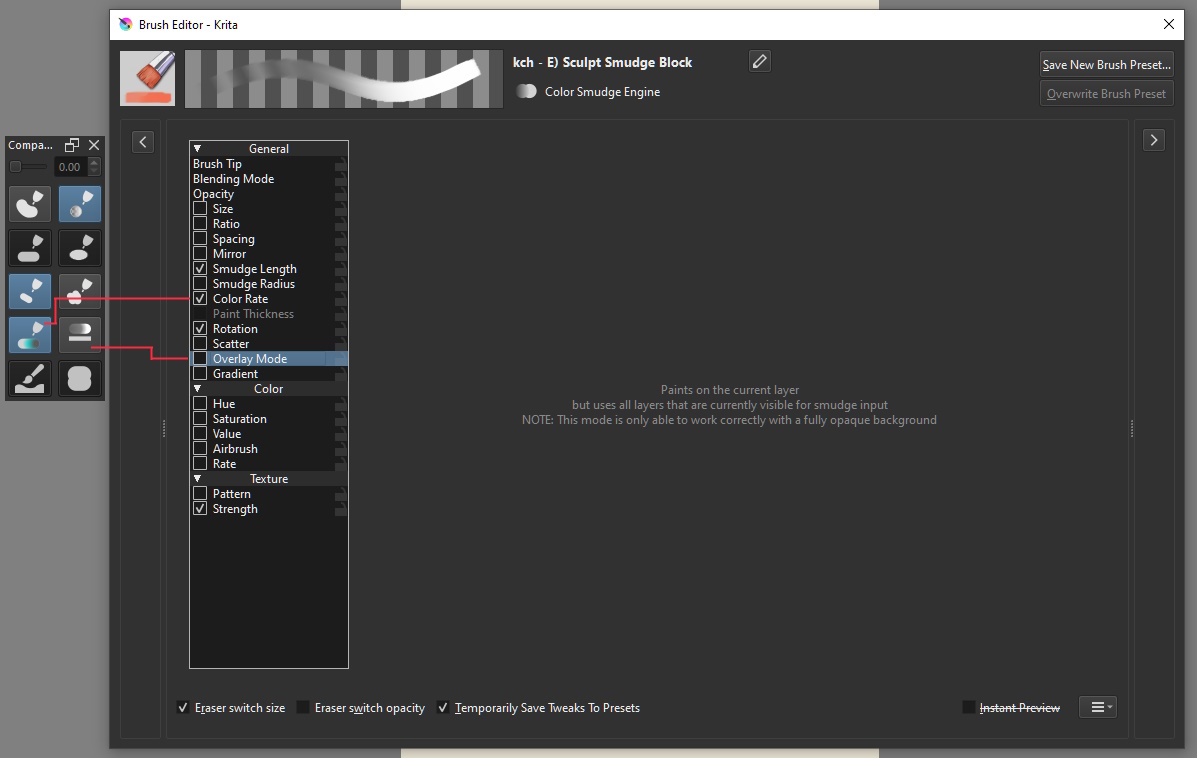 Brush Editor - Krita
kch - E) Sculpt Smudge Block
Color Smudge Engine
Save New Brush Preset...
Overwrite Brush Preset
Compa...
0.00
General
Brush Tip
Blending Mode
Opacity
Size
Ratio
Spacing
Mirror
Smudge Length
Smudge Radius
Color Rate
Paint Thickness
Rotation
Scatter
Overlay Mode
Gradient
Color
Hue
Saturation
Value
Airbrush
Rate
Texture
Pattern
Strength
Paints on the current layer
but uses all layers that are currently visible for smudge input
NOTE: This mode is only able to work correctly with a fully opaque background
Eraser switch size
Eraser switch opacity
Temporarily Save Tweaks To Presets
Instant Preview